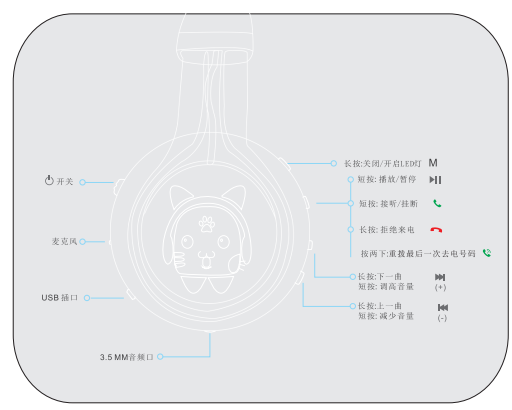 长按:关闭/开启LED灯 M
短按: 播放/暂停
开关
短按: 接听/挂断
长按: 拒绝来电
麦克风
按两下:重拨最后一次去电号码
长按:下一曲
短按: 调高音量 (+)
USB 插口
长按:上一曲
短按: 减少音量 (-)
3.5 MM音频口